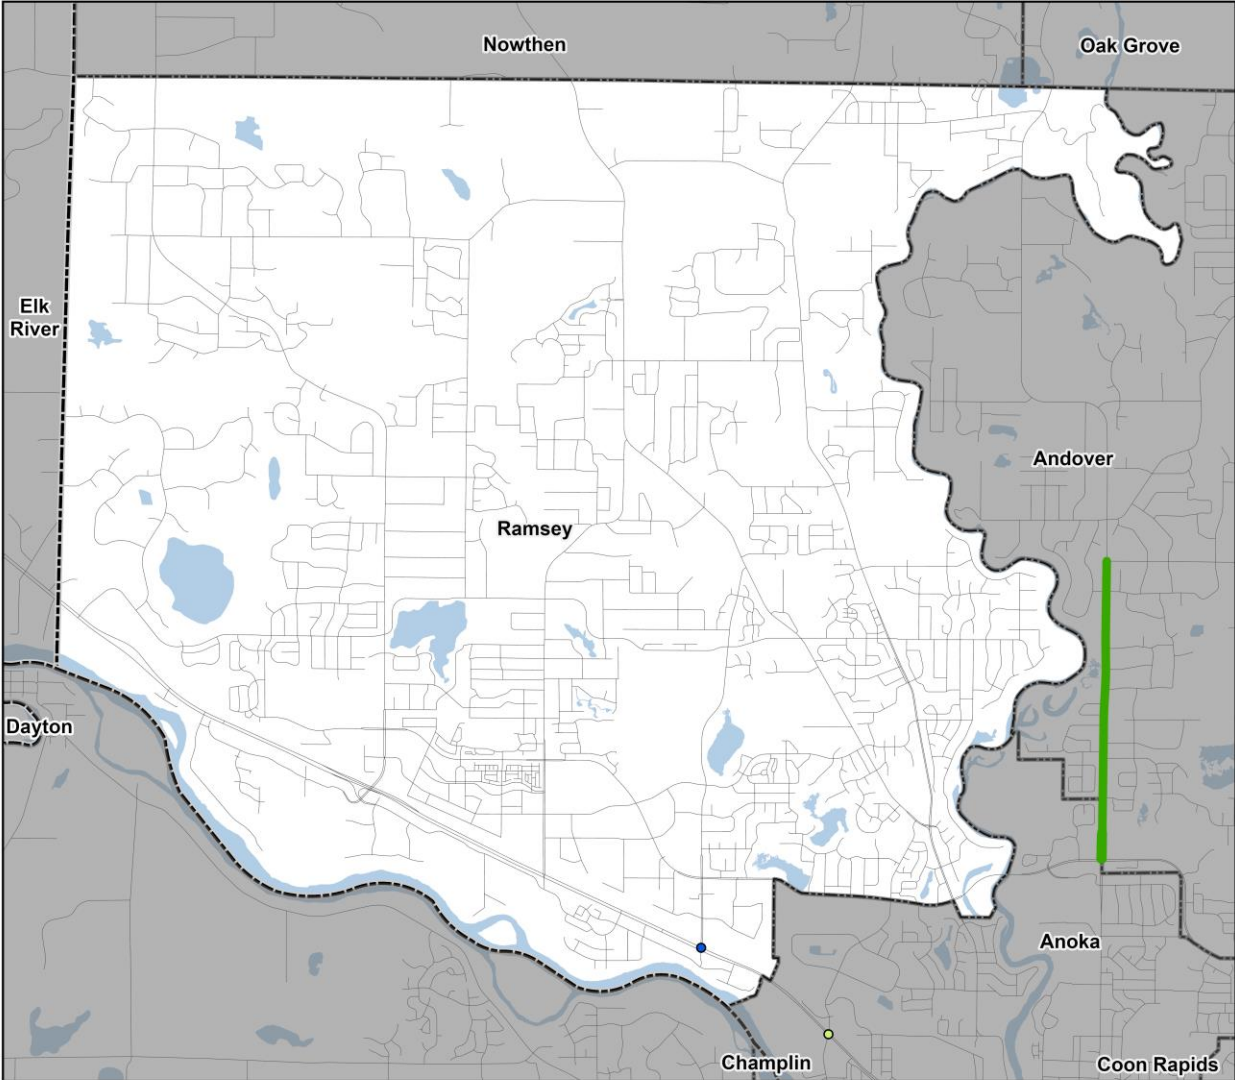 Nowthen
Oak Grove
Elk
River
Andover
Ramsey
Dayton
Anoka
Champlin
Coon Rapids